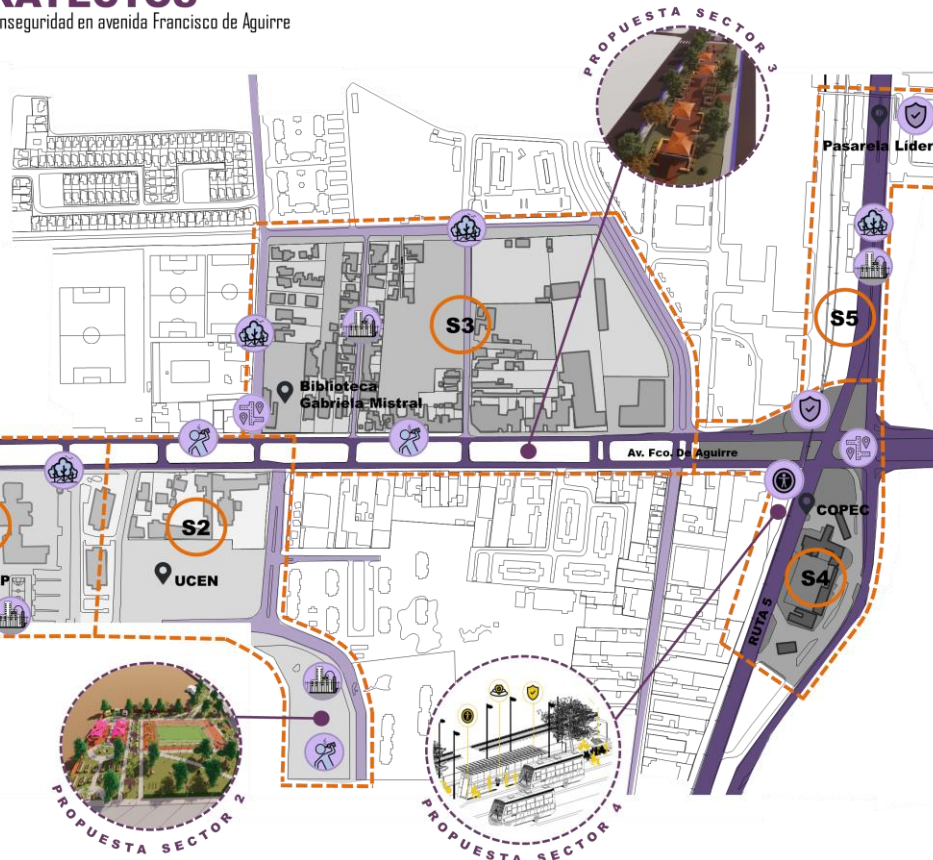 RAYECTOS
nseguridad en avenida Francisco de Aguirre
PROPUESTA SECTOR 3
Pasarela Líder
S5
S3
Biblioteca
Gabriela Mistral
Av. Fco. De Aguirre
S2
COPEC
P
UCEN
S4
RUTA 5
PROPUESTA SECTOR 2
PROPUESTA SECTOR 4